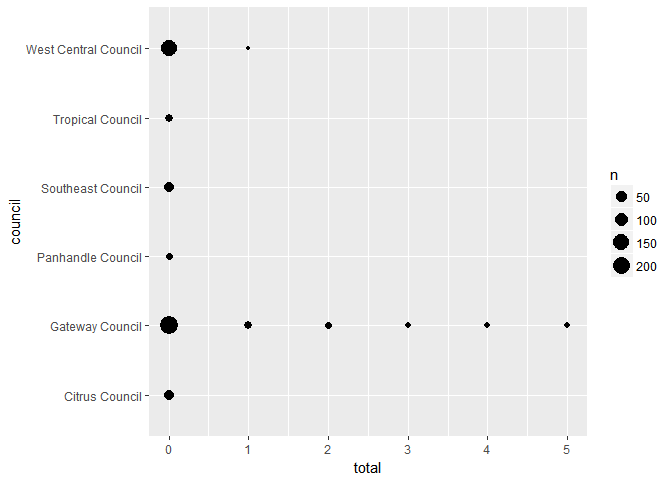 West Central Council
Tropical Council
Southeast Council
Panhandle Council
Gateway Council
Citrus Council
council
0 1 2 3 4 5
total
n
50
100
150
200